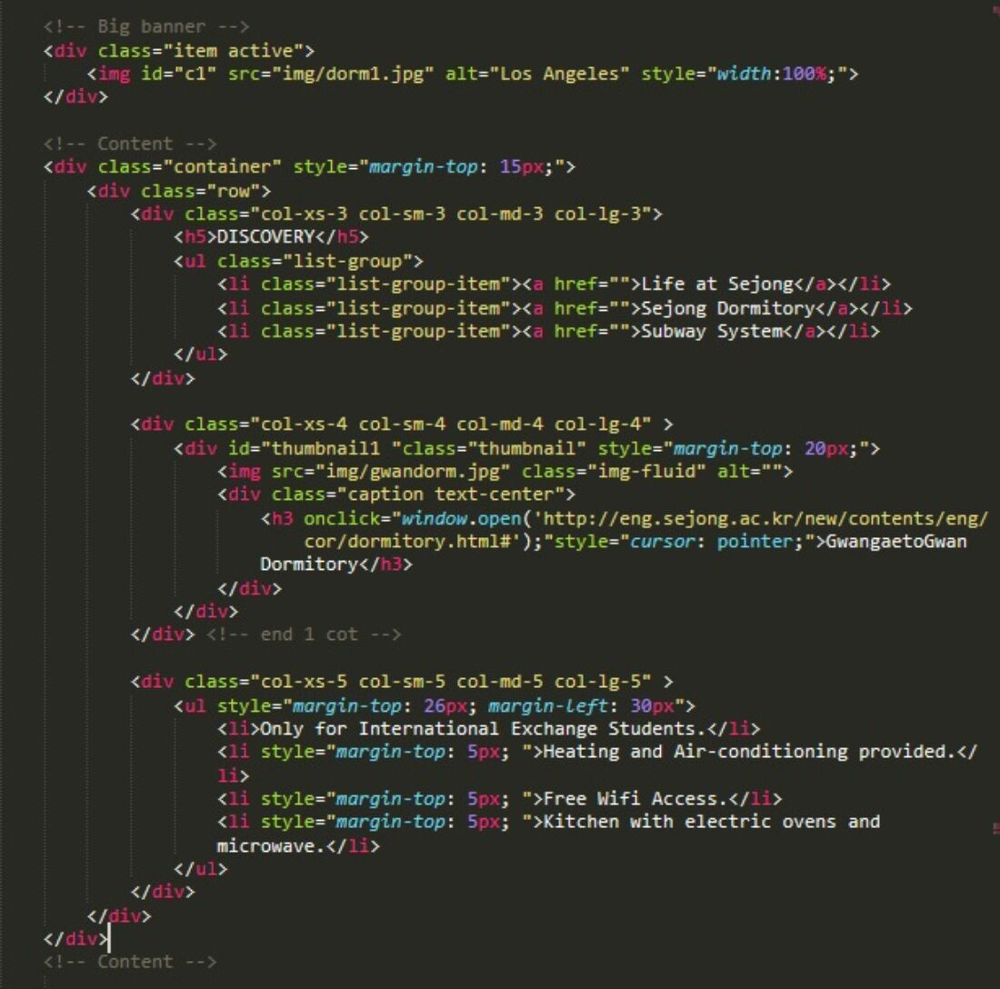 <!-- Big banner -->
<div class="item active">
<img id="c1" src="img/dorm1.jpg" alt="Los Angeles" style="width:100%;">
</div>
<!-- Content -->
<div class="container" style="margin-top: 15px;">
<div class="row">
<div class="col-xs-3 col-sm-3 col-md-3 col-lg-3">
<h5>DISCOVERY</h5>
<ul class="list-group">
<li class="list-group-item"><a href="">Life at Sejong</a></li>
<li class="list-group-item"><a href="">Sejong Dormitory</a></li>
<li class="list-group-item"><a href="">Subway System</a></li>
</ul>
</div>
<div class="col-xs-4 col-sm-4 col-md-4 col-lg-4" >
<div id="thumbnail1 "class="thumbnail" style="margin-top: 20px;">
<img src="img/gwandorm.jpg" class="img-fluid" alt="">
<div class="caption text-center">
<h3 onclick="window.open('http://eng.sejong.ac.kr/new/contents/eng/
cor/dormitory.html#');"style="cursor: pointer;">GwangaetoGwan
Dormitory</h3>
</div>
</div>
</div> <!-- end 1 cot -->
<div class="col-xs-5 col-sm-5 col-md-5 col-lg-5" >
<ul style="margin-top: 26px; margin-left: 30px">
<li>Only for International Exchange Students.</li>
<li style="margin-top: 5px; ">Heating and Air-conditioning provided.</
li>
<li style="margin-top: 5px; ">Free Wifi Access.</li>
<li style="margin-top: 5px; ">Kitchen with electric ovens and
microwave.</li>
</ul>
</div>
</div>
</div>
<!-- Content -->